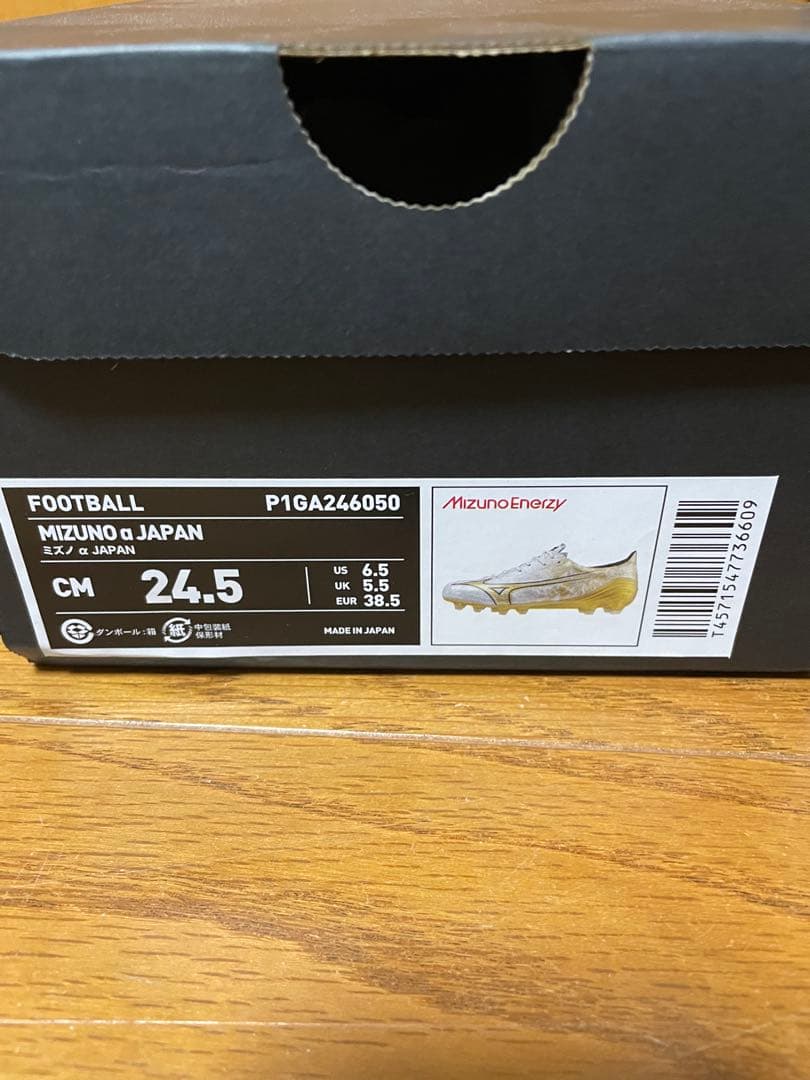 FOOTBALL P1GA246050
MIZUNO α JAPAN
ミズノ α JAPAN
CM 24.5
US 6.5
UK 5.5
EUR 38.5
ダンボール:箱
紙
中包装紙
保形材
MADE IN JAPAN
MizunoEnerzy
T4571547736609